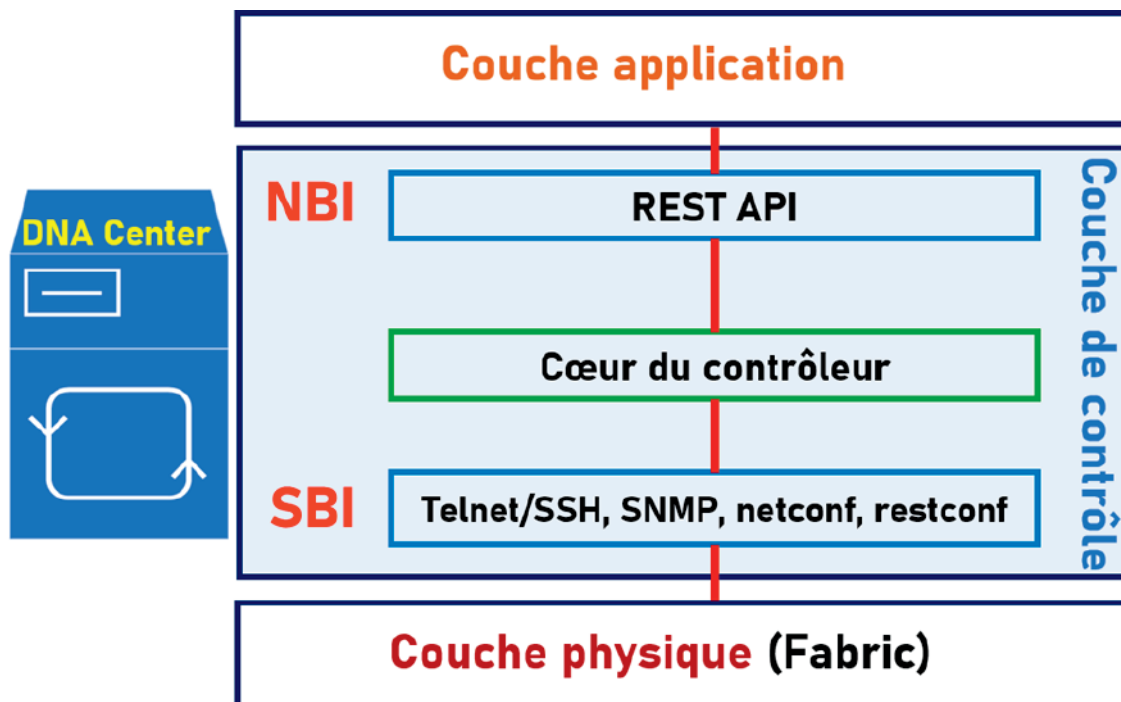 Couche application
NBI
REST API
DNA Center
Cœur du contrôleur
SBI
Telnet/SSH, SNMP, netconf, restconf
Couche de contrôle
Couche physique (Fabric)